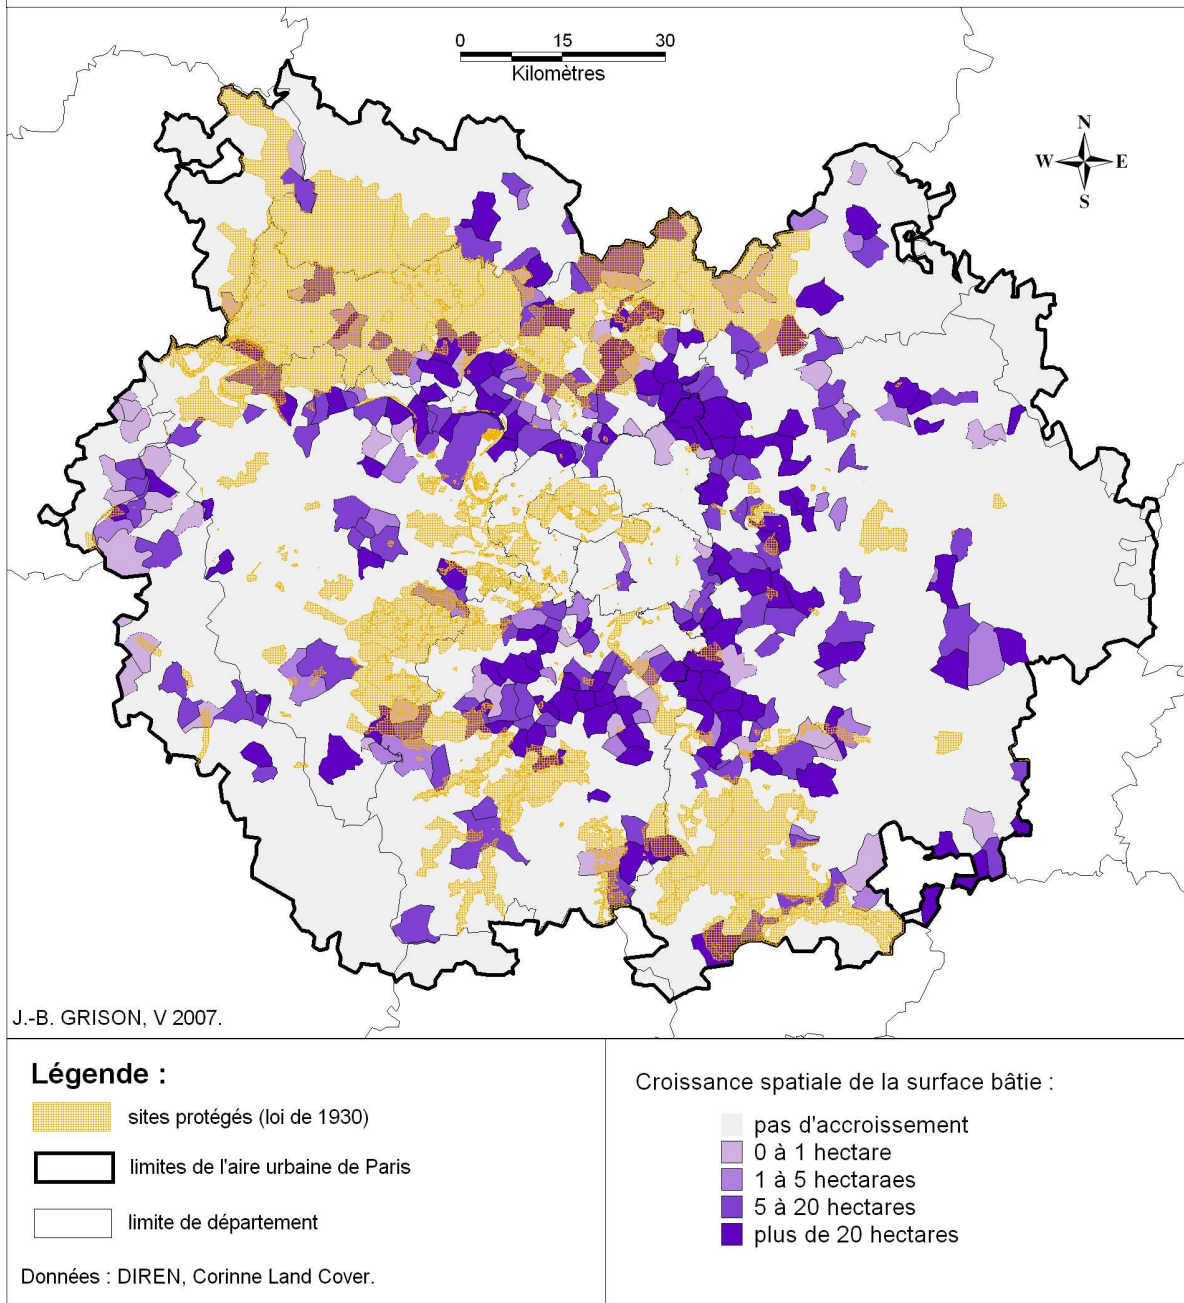 0 15 30
Kilomètres
N
W E
S
J.-B. GRISON, V 2007.
Légende :
sites protégés (loi de 1930)
limites de l'aire urbaine de Paris
limite de département
Données : DIREN, Corinne Land Cover.
Croissance spatiale de la surface bâtie :
pas d'accroissement
0 à 1 hectare
1 à 5 hectaraes
5 à 20 hectares
plus de 20 hectares